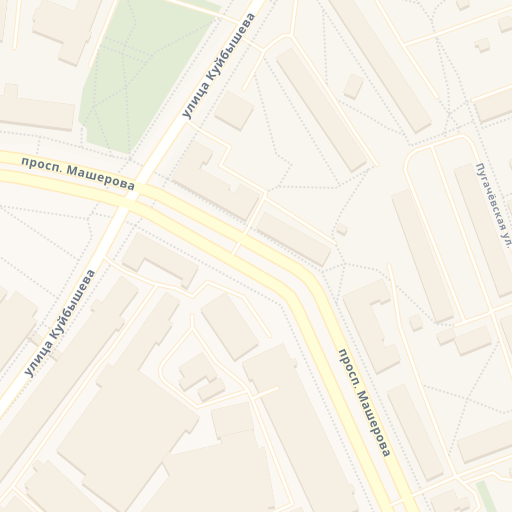 улица Куйбышева
просп. Машерова
Пугачёвская ул.
улица Куйбышева
просп. Машерова